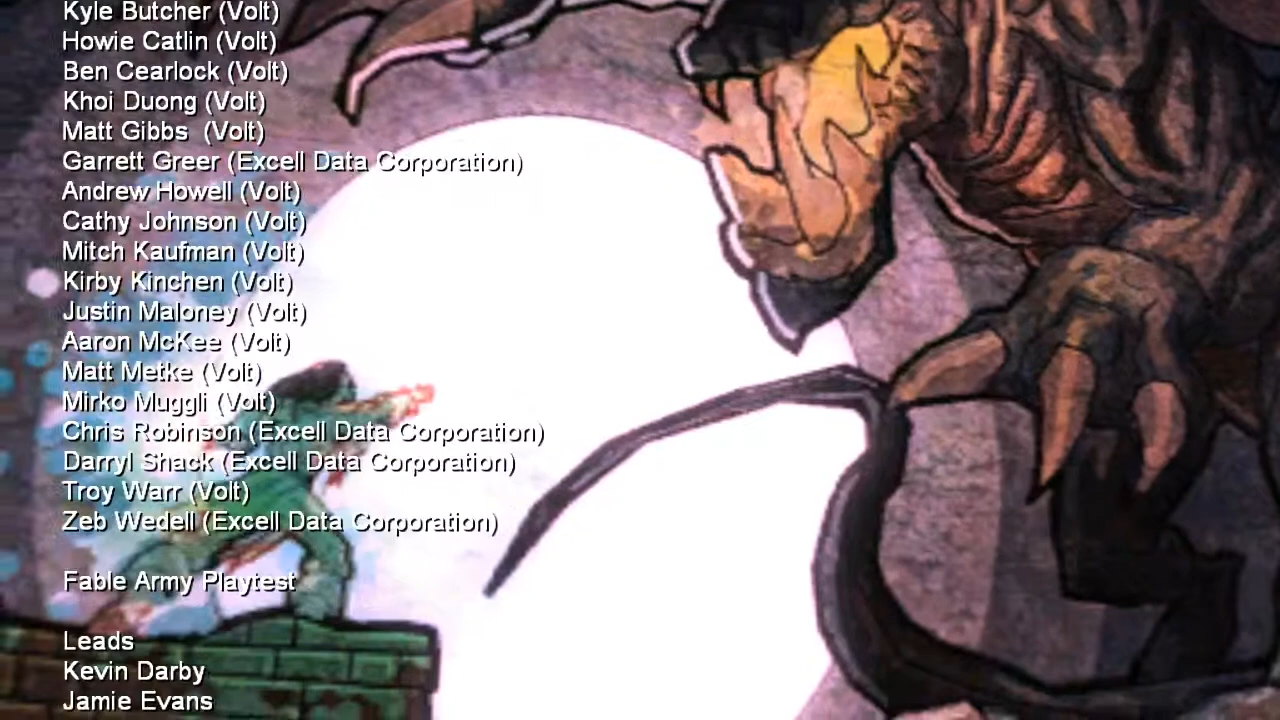 Kyle Butcher (Volt)
Howie Catlin (Volt)
Ben Cearlock (Volt)
Khoi Duong (Volt)
Matt Gibbs  (Volt)
Garrett Greer (Excell Data Corporation)
Andrew Howell (Volt)
Cathy Johnson (Volt)
Mitch Kaufman (Volt)
Kirby Kinchen (Volt)
Justin Maloney (Volt)
Aaron McKee (Volt)
Matt Metke (Volt)
Mirko Muggli (Volt)
Chris Robinson (Excell Data Corporation)
Darryl Shack (Excell Data Corporation)
Troy Warr (Volt)
Zeb Wedell (Excell Data Corporation)
Fable Army Playtest
Leads
Kevin Darby
Jamie Evans